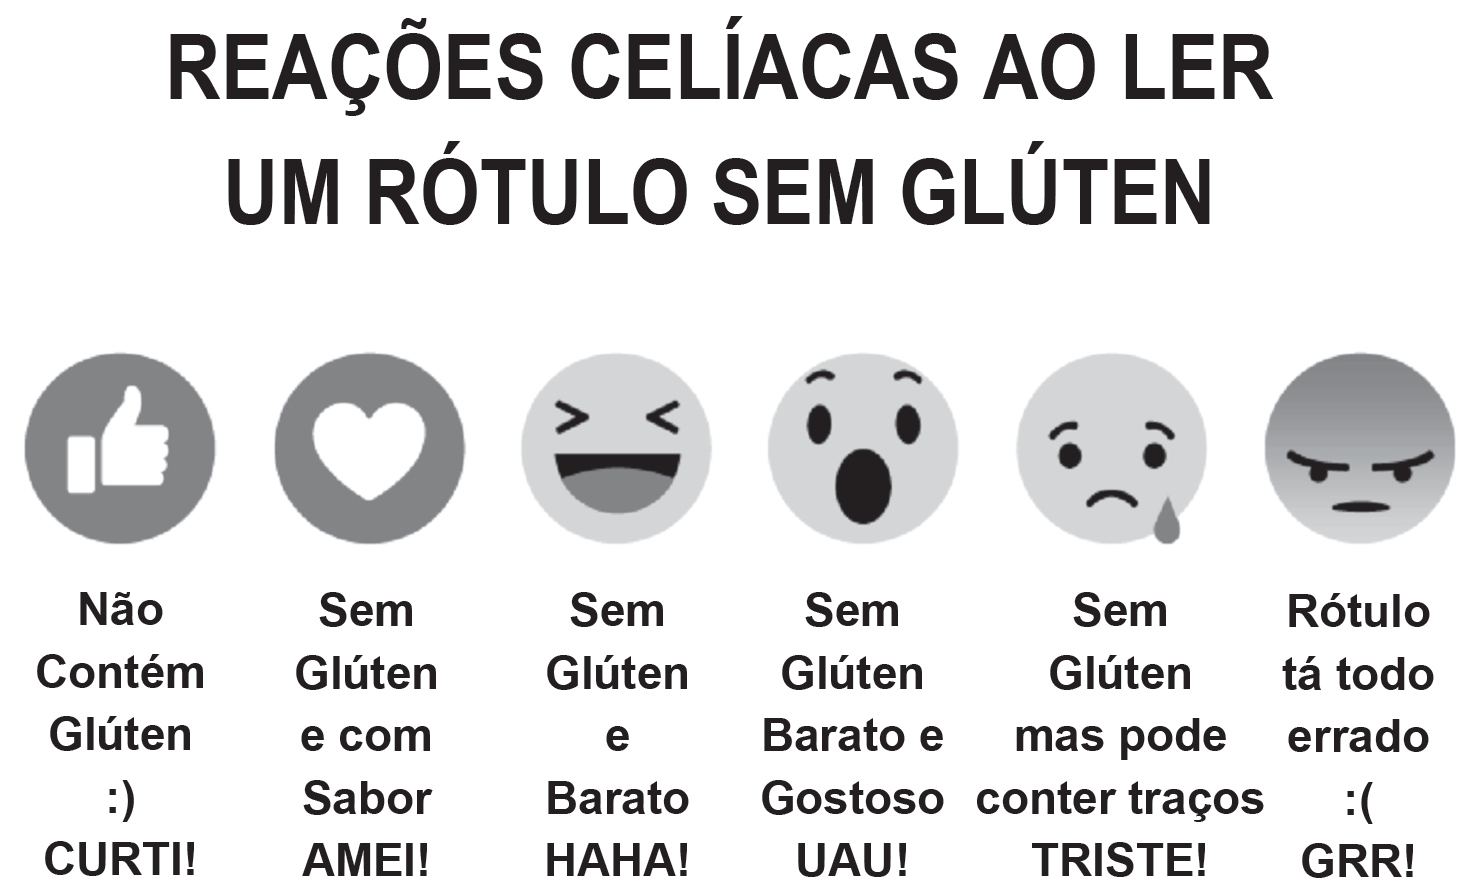 REAÇÕES CELÍACAS AO LER
UM RÓTULO SEM GLÚTEN
Não
Contém
Glúten
:)
CURTI!
Sem
Glúten
e com
Sabor
AMEI!
Sem
Glúten
e
Barato
HAHA!
Sem
Glúten
Barato e
Gostoso
UAU!
Sem
Glúten
mas pode
conter traços
TRISTE!
Rótulo
tá todo
errado
:(
GRR!